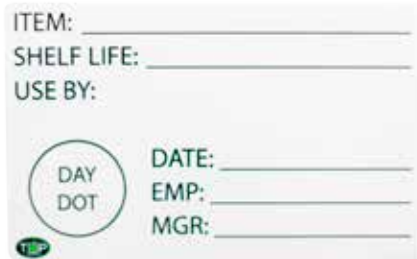 ITEM:
SHELF LIFE:
USE BY:
DAY
DOT
DATE:
EMP:
MGR: